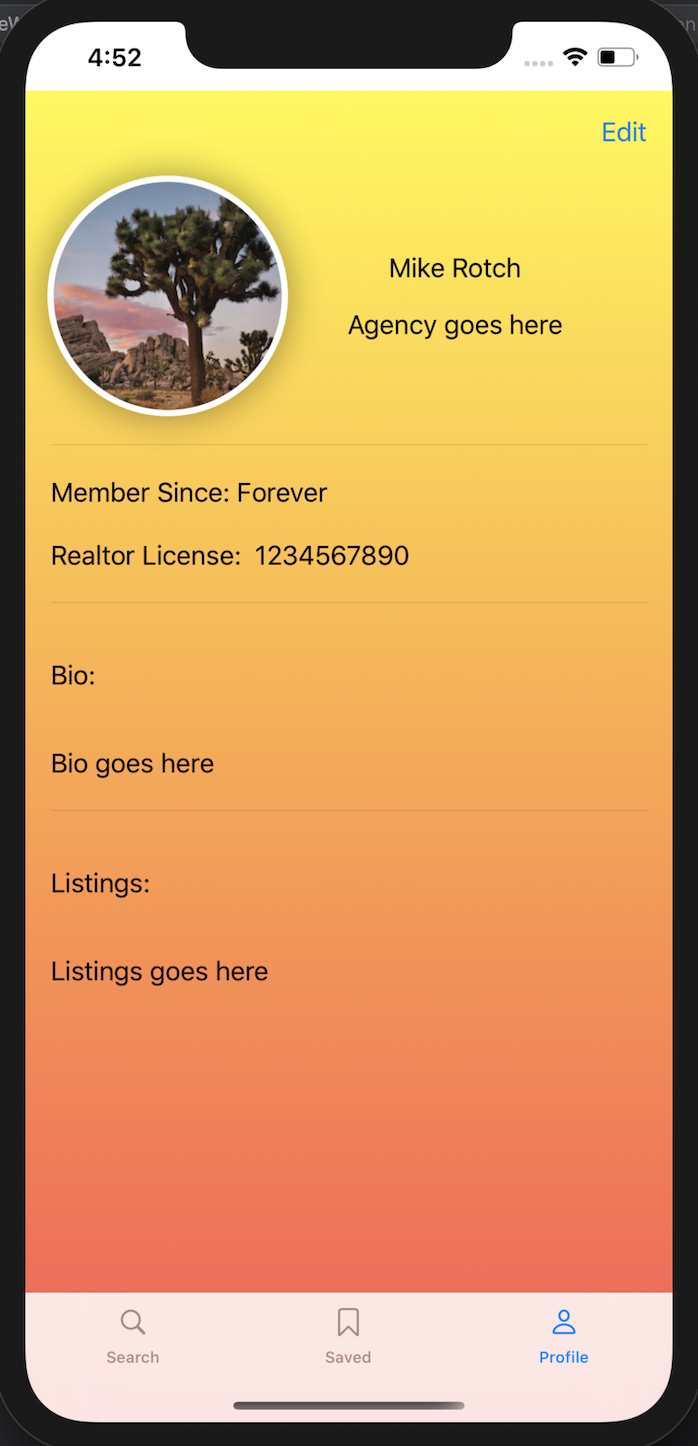 4:52
Edit
Mike Rotch
Agency goes here
Member Since: Forever
Realtor License: 1234567890
Bio:
Bio goes here
Listings:
Listings goes here
Search
Saved
Profile